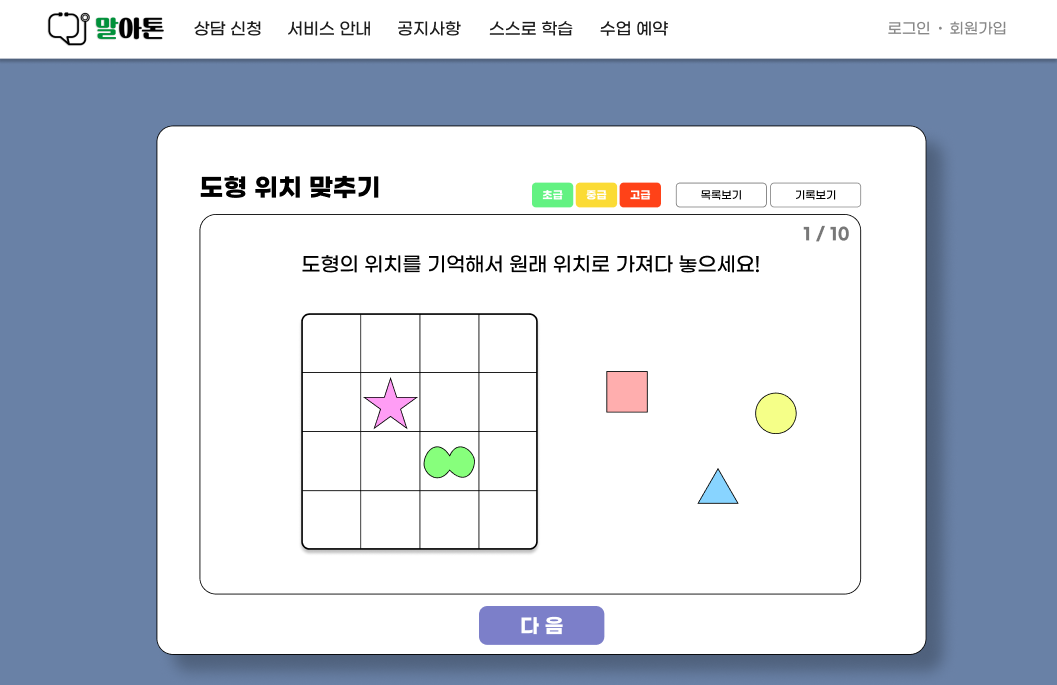 말아톤 상담 신청 서비스 안내 공지사항 스스로 학습 수업 예약 로그인 · 회원가입
도형 위치 맞추기 초급 중급 고급 목록보기 기록보기
1 / 10
도형의 위치를 기억해서 원래 위치로 가져다 놓으세요!
다 음